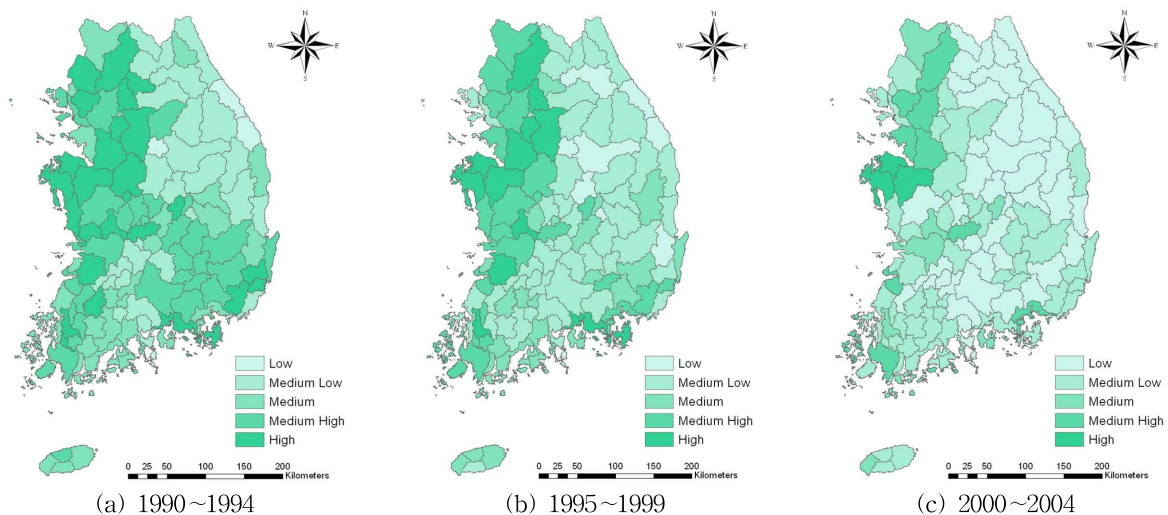 N
W E
S
Low
Medium Low
Medium
Medium High
High
0 25 50 100 150 200
Kilometers
(a) 1990~1994
N
W E
S
Low
Medium Low
Medium
Medium High
High
0 25 50 100 150 200
Kilometers
(b) 1995~1999
N
W E
S
Low
Medium Low
Medium
Medium High
High
0 25 50 100 150 200
Kilometers
(c) 2000~2004